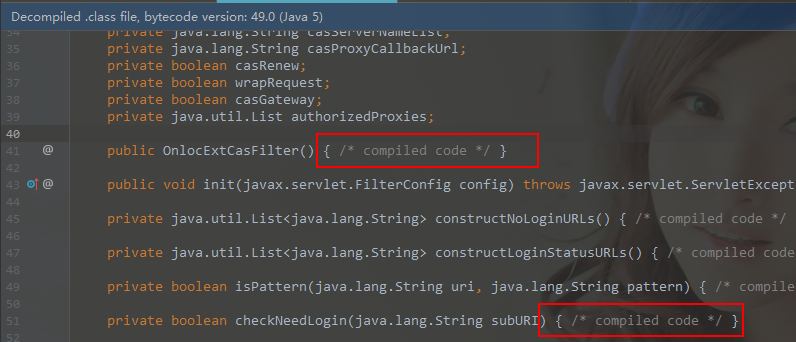 Decompiled .class file, bytecode version: 49.0 (Java 5)
34 private java.lang.String casServerNameList;
35 private java.lang.String casProxyCallbackUrl;
36 private boolean casRenew;
37 private boolean wrapRequest;
38 private boolean casGateway;
39 private java.util.List authorizedProxies;
40
41 @ public OnlocExtCasFilter() { /* compiled code */ }
42
43 @ public void init(javax.servlet.FilterConfig config) throws javax.servlet.ServletExcept
44
45 private java.util.List<java.lang.String> constructNoLoginURLs() { /* compiled code */
46
47 private java.util.List<java.lang.String> constructLoginStatusURLs() { /* compiled code
48
49 private boolean isPattern(java.lang.String uri, java.lang.String pattern) { /* compile
50
51 private boolean checkNeedLogin(java.lang.String subURI) { /* compiled code */ }
52